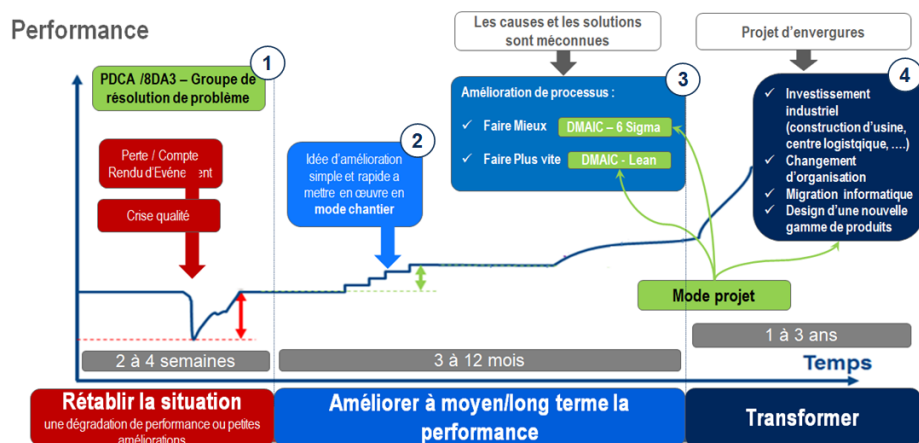 Performance
Les causes et les solutions
sont méconnues
Projet d'envergures
1
PDCA /8DA3 – Groupe de
résolution de problème
Perte / Compte
Rendu d'Evénement
Crise qualité
2
Idée d'amélioration
simple et rapide a
mettre en œuvre en
mode chantier
3
Amélioration de processus :
✓ Faire Mieux
DMAIC – 6 Sigma
✓ Faire Plus vite
DMAIC - Lean
4
✓ Investissement
industriel
(construction d'usine,
centre logistqique, ....)
✓ Changement
d'organisation
✓ Migration informatique
✓ Design d'une nouvelle
gamme de produits
Mode projet
2 à 4 semaines
3 à 12 mois
1 à 3 ans
Temps
Rétablir la situation
une dégradation de performance ou petites
améliorations
Améliorer à moyen/long terme la
performance
Transformer